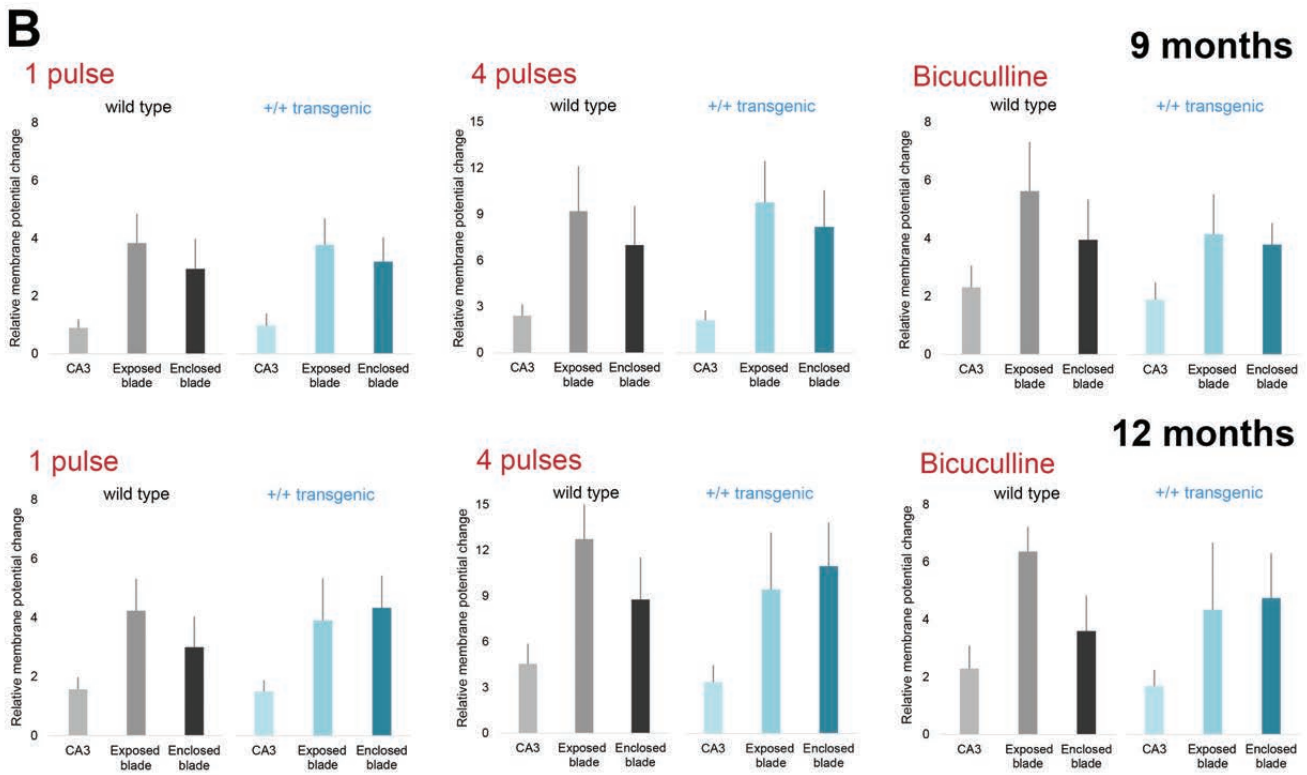 B
9 months
1 pulse
wild type
+/+ transgenic
Relative membrane potential change
8
6
4
2
0
CA3
Exposed blade
Enclosed blade
CA3
Exposed blade
Enclosed blade
4 pulses
wild type
+/+ transgenic
Relative membrane potential change
15
12
9
6
3
0
CA3
Exposed blade
Enclosed blade
CA3
Exposed blade
Enclosed blade
Bicuculline
wild type
+/+ transgenic
Relative membrane potential change
8
6
4
2
0
CA3
Exposed blade
Enclosed blade
CA3
Exposed blade
Enclosed blade
12 months
1 pulse
wild type
+/+ transgenic
Relative membrane potential change
8
6
4
2
0
CA3
Exposed blade
Enclosed blade
CA3
Exposed blade
Enclosed blade
4 pulses
wild type
+/+ transgenic
Relative membrane potential change
15
12
9
6
3
0
CA3
Exposed blade
Enclosed blade
CA3
Exposed blade
Enclosed blade
Bicuculline
wild type
+/+ transgenic
Relative membrane potential change
8
6
4
2
0
CA3
Exposed blade
Enclosed blade
CA3
Exposed blade
Enclosed blade